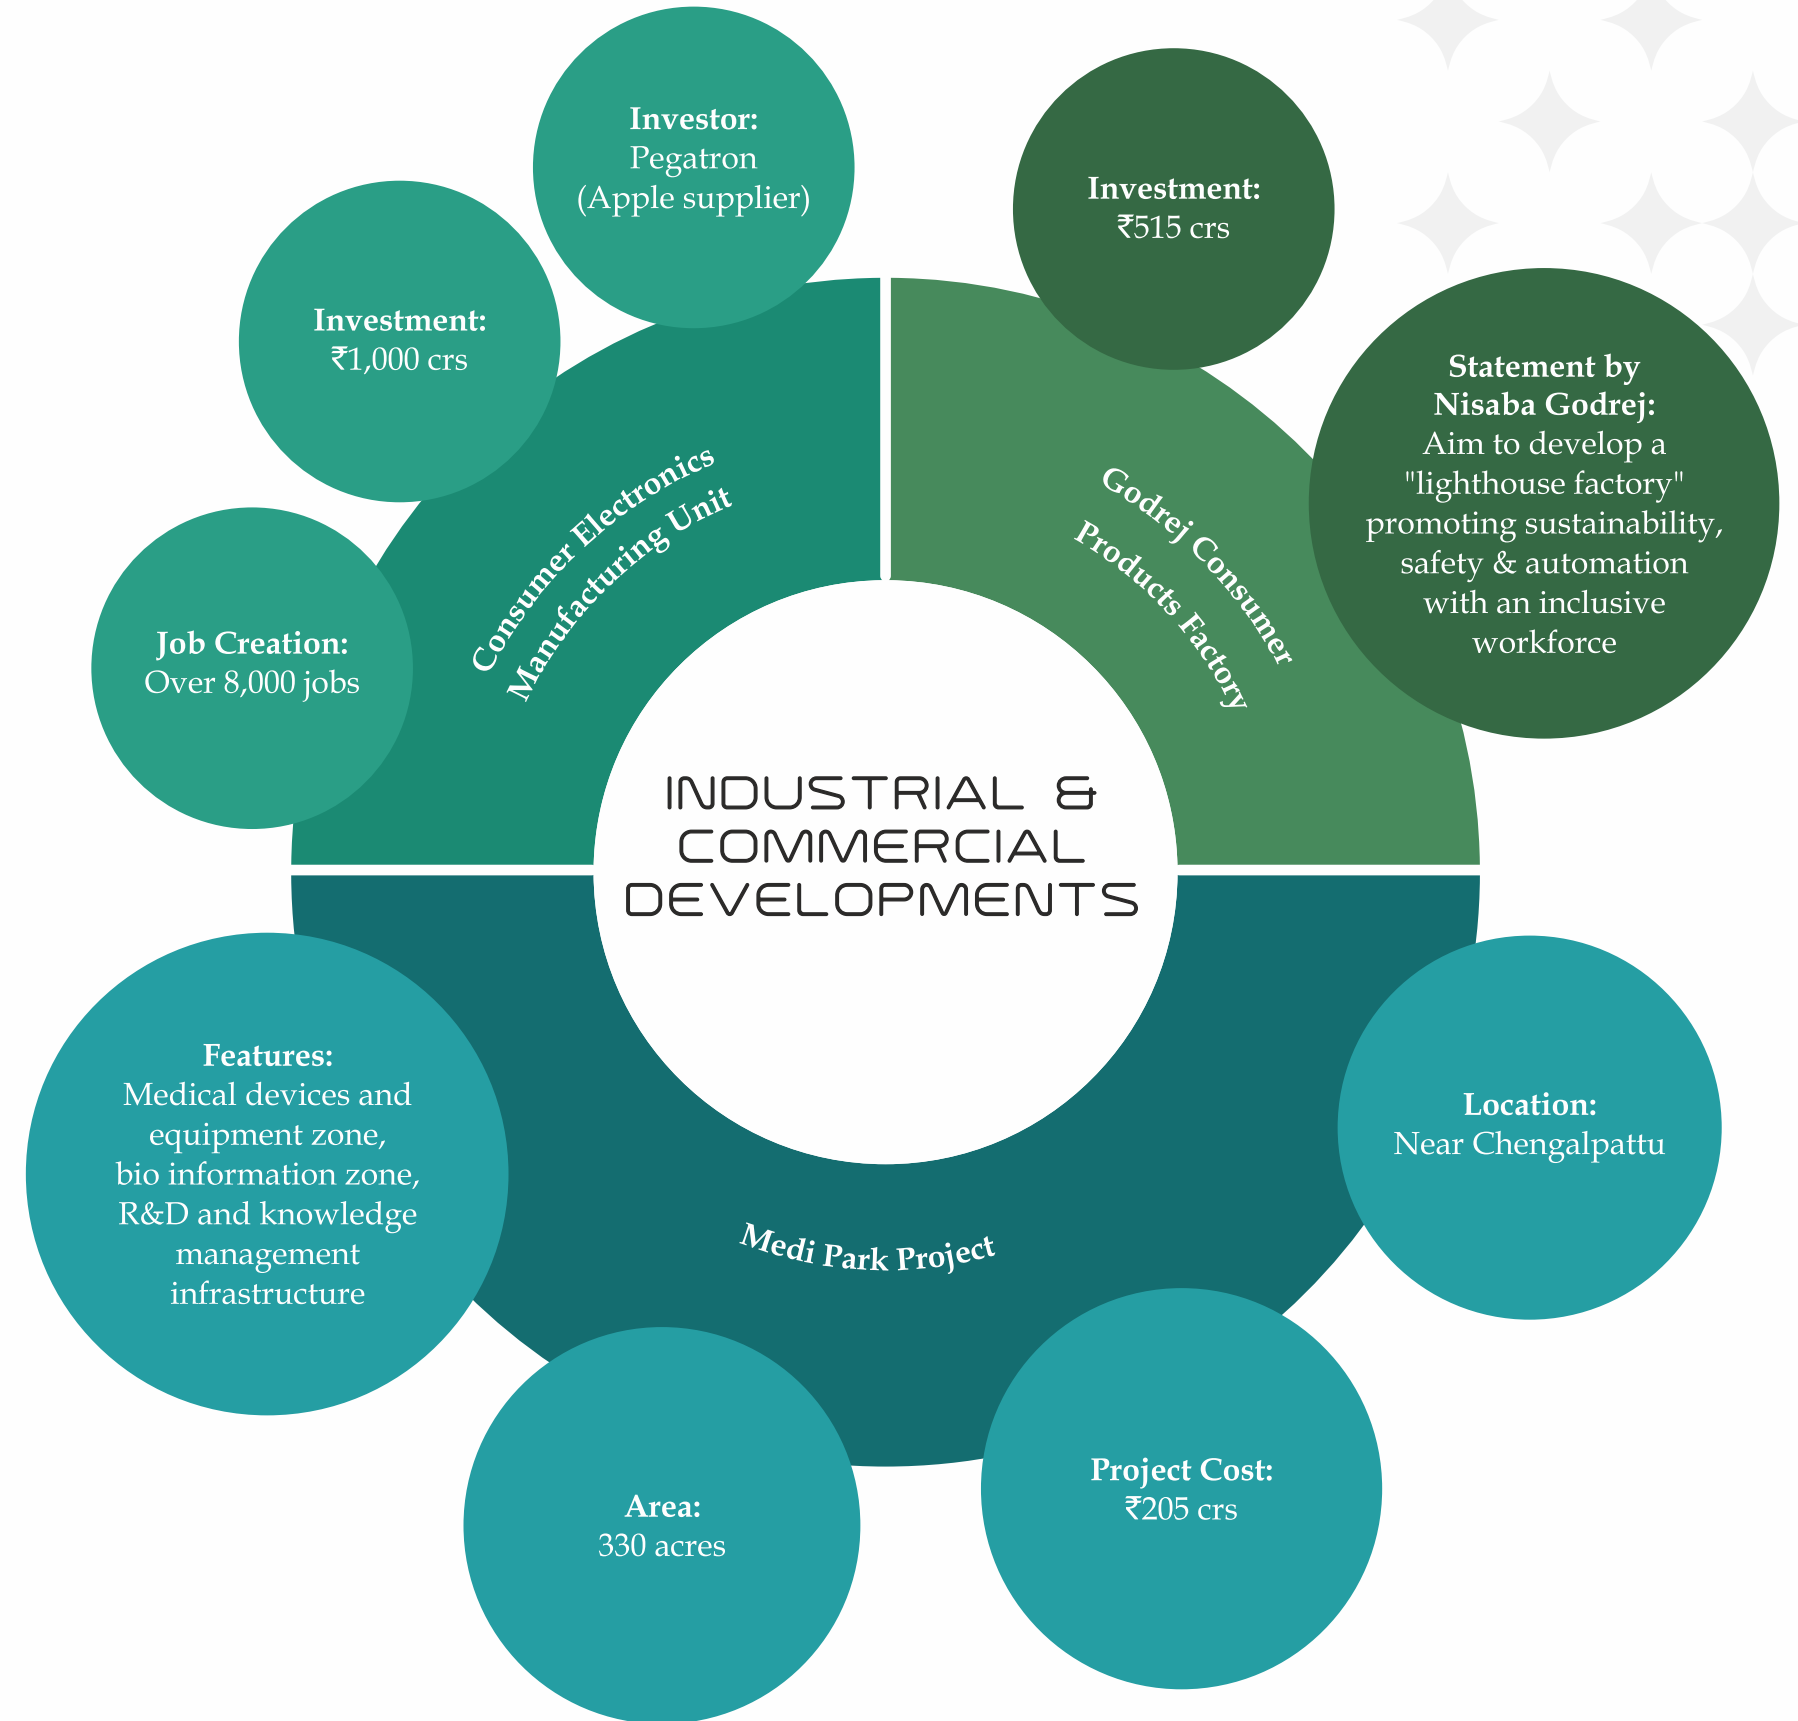 INDUSTRIAL &
COMMERCIAL
DEVELOPMENTS
Consumer Electronics
Manufacturing Unit
Investor:
Pegatron
(Apple supplier)
Investment:
₹1,000 crs
Job Creation:
Over 8,000 jobs
Godrej Consumer
Products Factory
Investment:
₹515 crs
Statement by
Nisaba Godrej:
Aim to develop a
"lighthouse factory"
promoting sustainability,
safety & automation
with an inclusive
workforce
Medi Park Project
Location:
Near Chengalpattu
Project Cost:
₹205 crs
Area:
330 acres
Features:
Medical devices and
equipment zone,
bio information zone,
R&D and knowledge
management
infrastructure